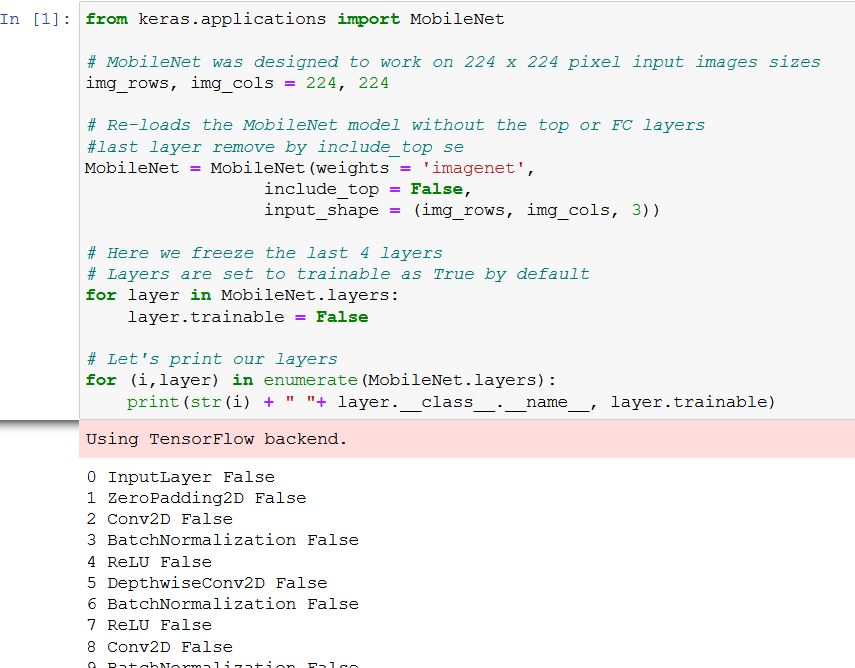 In [1]: from keras.applications import MobileNet
# MobileNet was designed to work on 224 x 224 pixel input images sizes
img_rows, img_cols = 224, 224
# Re-loads the MobileNet model without the top or FC layers
#last layer remove by include_top se
MobileNet = MobileNet(weights = 'imagenet',
include_top = False,
input_shape = (img_rows, img_cols, 3))
# Here we freeze the last 4 layers
# Layers are set to trainable as True by default
for layer in MobileNet.layers:
layer.trainable = False
# Let's print our layers
for (i,layer) in enumerate(MobileNet.layers):
print(str(i) + " "+ layer.__class__.__name__, layer.trainable)
Using TensorFlow backend.
0 InputLayer False
1 ZeroPadding2D False
2 Conv2D False
3 BatchNormalization False
4 ReLU False
5 DepthwiseConv2D False
6 BatchNormalization False
7 ReLU False
8 Conv2D False
9 BatchNormalization False